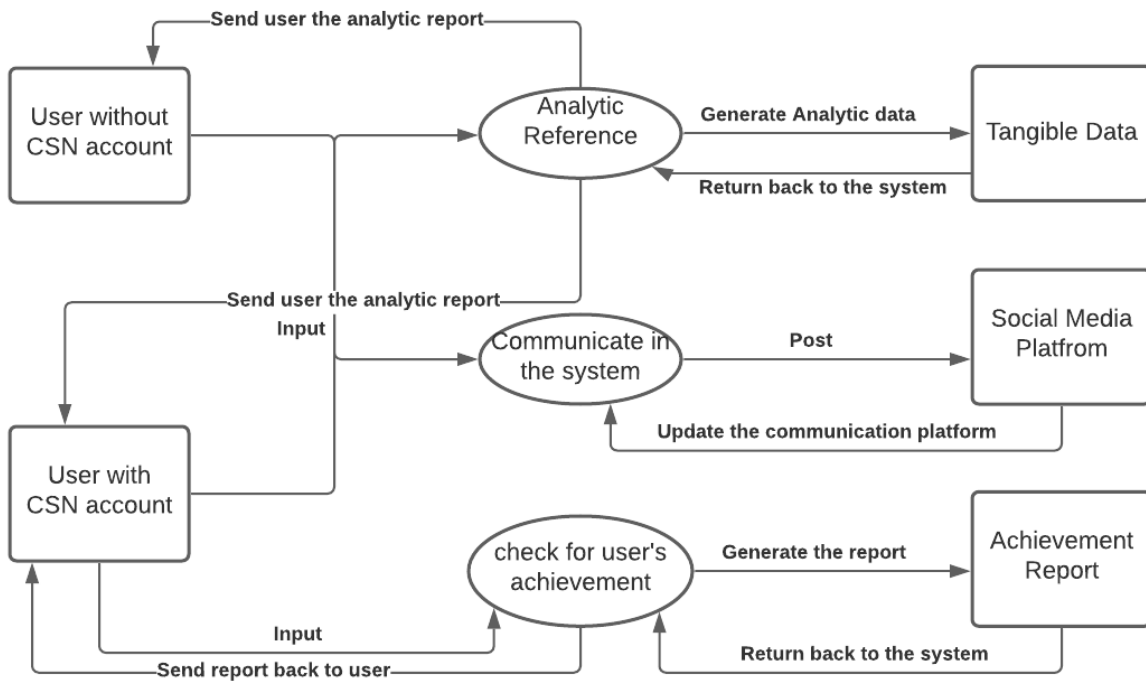 Send user the analytic report
User without
CSN account
Analytic
Reference
Generate Analytic data
Tangible Data
Return back to the system
Send user the analytic report
Input
Communicate in
the system
Post
Social Media
Platfrom
Update the communication platform
User with
CSN account
check for user's
achievement
Generate the report
Achievement
Report
Input
Send report back to user
Return back to the system